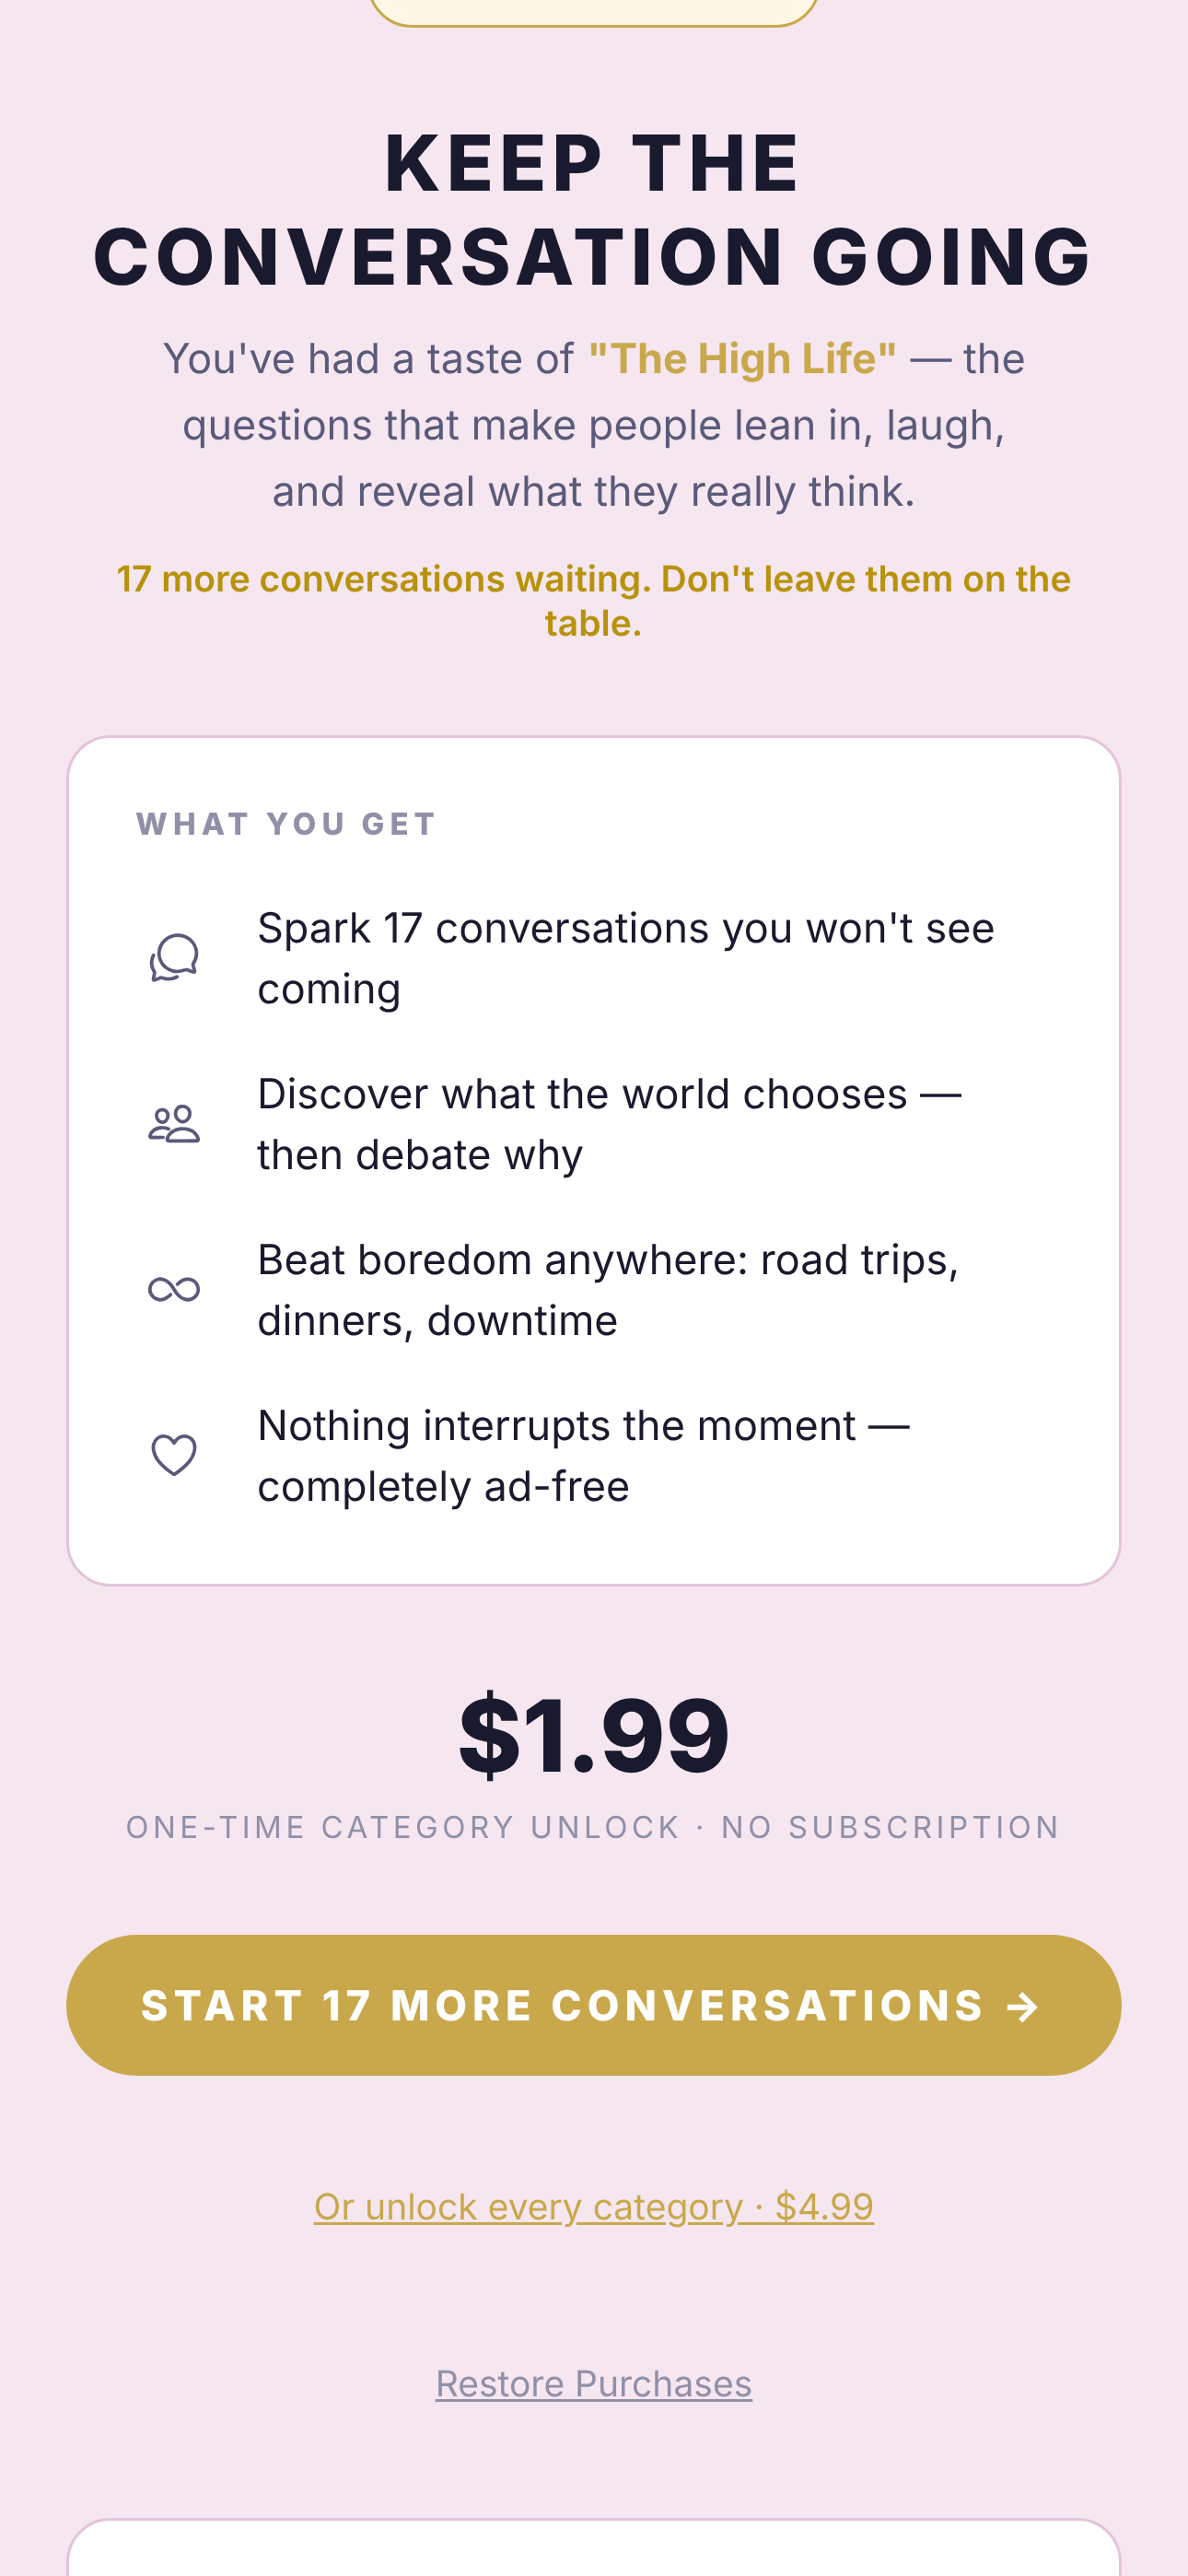 KEEP THE
CONVERSATION GOING
You've had a taste of "The High Life" — the
questions that make people lean in, laugh,
and reveal what they really think.
17 more conversations waiting. Don't leave them on the
table.
WHAT YOU GET
Spark 17 conversations you won't see
coming
Discover what the world chooses —
then debate why
Beat boredom anywhere: road trips,
dinners, downtime
Nothing interrupts the moment —
completely ad-free
$1.99
ONE-TIME CATEGORY UNLOCK · NO SUBSCRIPTION
START 17 MORE CONVERSATIONS →
Or unlock every category · $4.99
Restore Purchases